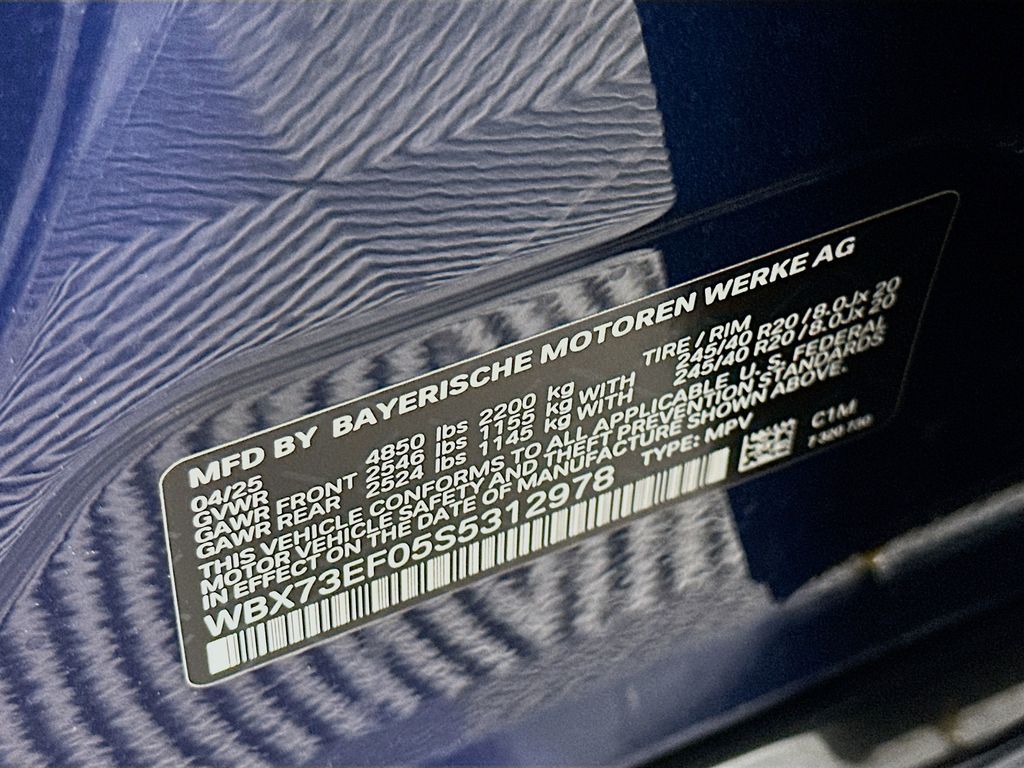 MFD BY BAYERISCHE MOTOREN WERKE AG
04/25 TIRE / RIM
GVWR 4850 lbs 2200 kg WITH 245/40 R20 / 8.0Jx 20
GAWR FRONT 2546 lbs 1155 kg WITH 245/40 R20 / 8.0Jx 20
GAWR REAR 2524 lbs 1145 kg
THIS VEHICLE CONFORMS TO ALL APPLICABLE U. S. FEDERAL
MOTOR VEHICLE SAFETY AND THEFT PREVENTION STANDARDS
IN EFFECT ON THE DATE OF MANUFACTURE SHOWN ABOVE.
WBX73EF05S5312978 TYPE: MPV
C1M